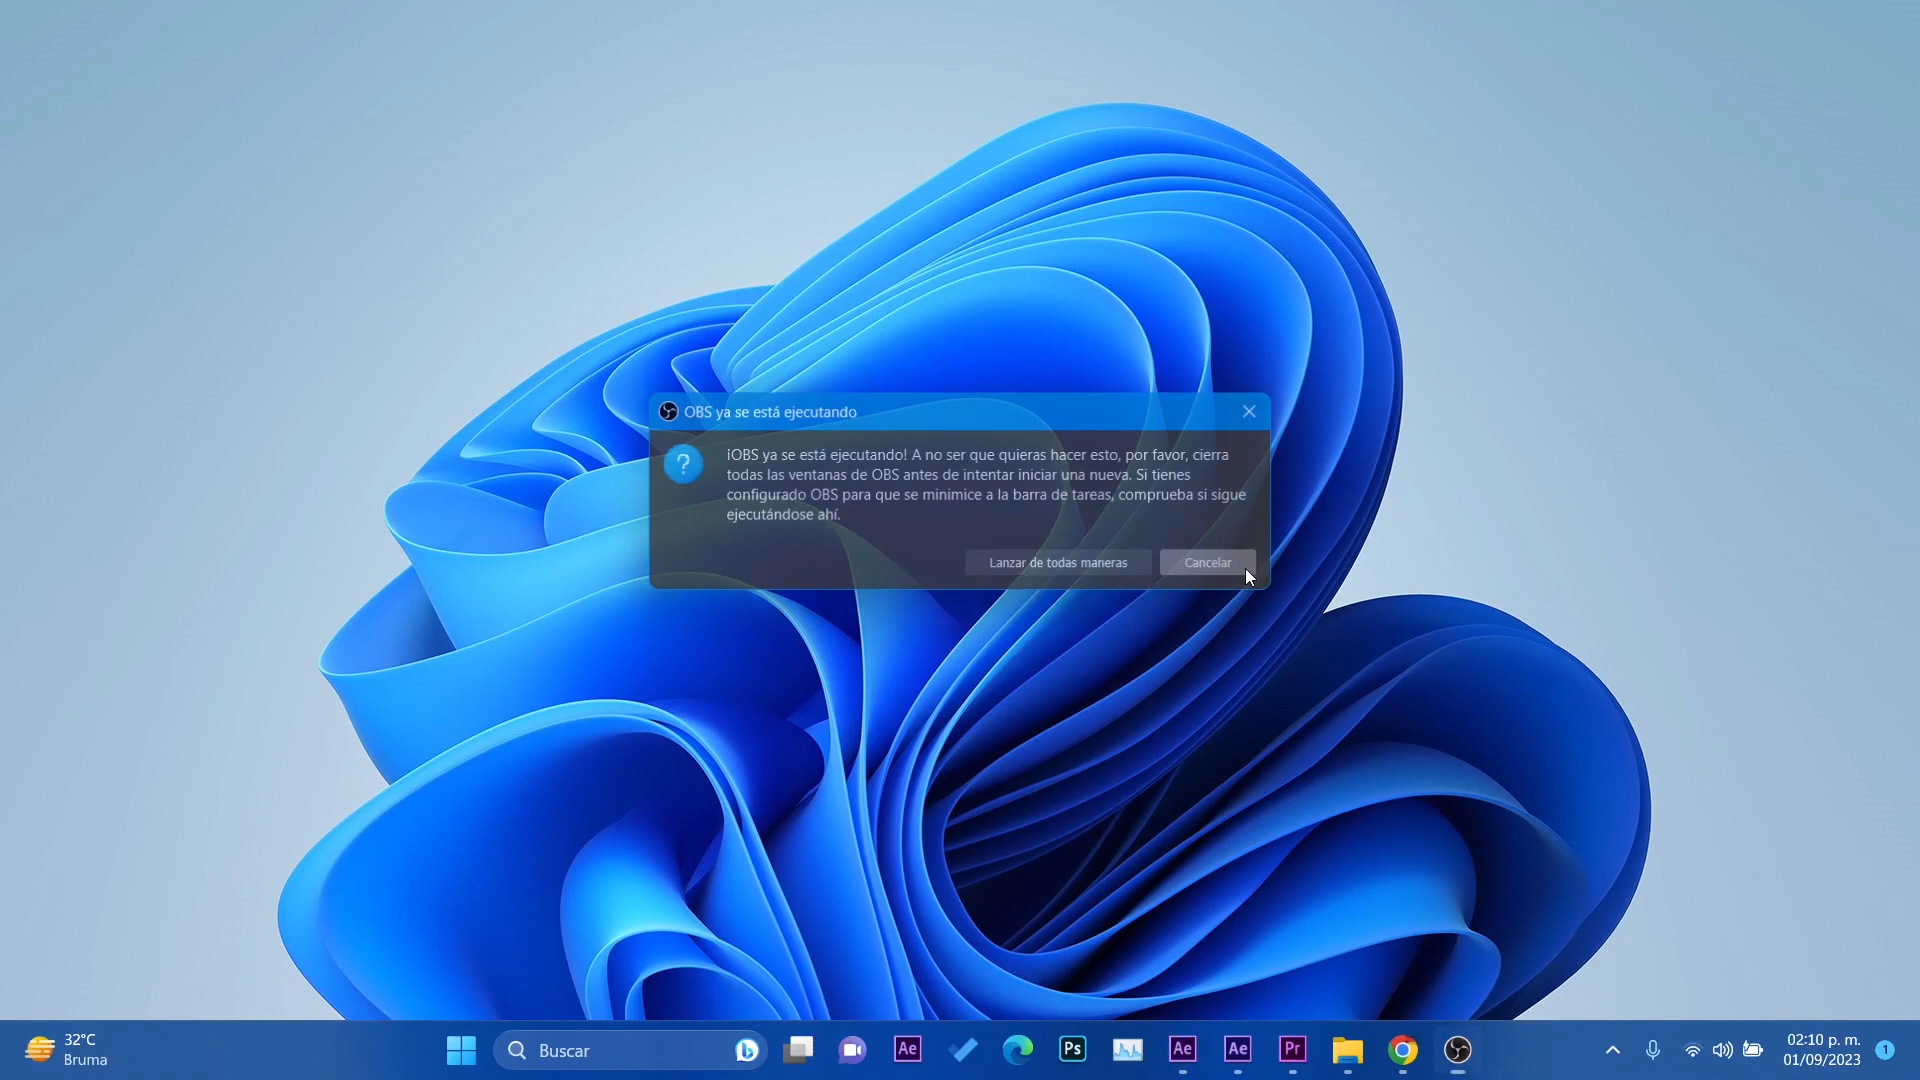 OBS ya se está ejecutando
¡OBS ya se está ejecutando! A no ser que quieras hacer esto, por favor, cierra
todas las ventanas de OBS antes de intentar iniciar una nueva. Si tienes
configurado OBS para que se minimice a la barra de tareas, comprueba si sigue
ejecutándose ahí.
Lanzar de todas maneras
Cancelar
32°C
Bruma
Buscar
Ae
Ps
Ae
Ae
Pr
02:10 p. m.
01/09/2023
1